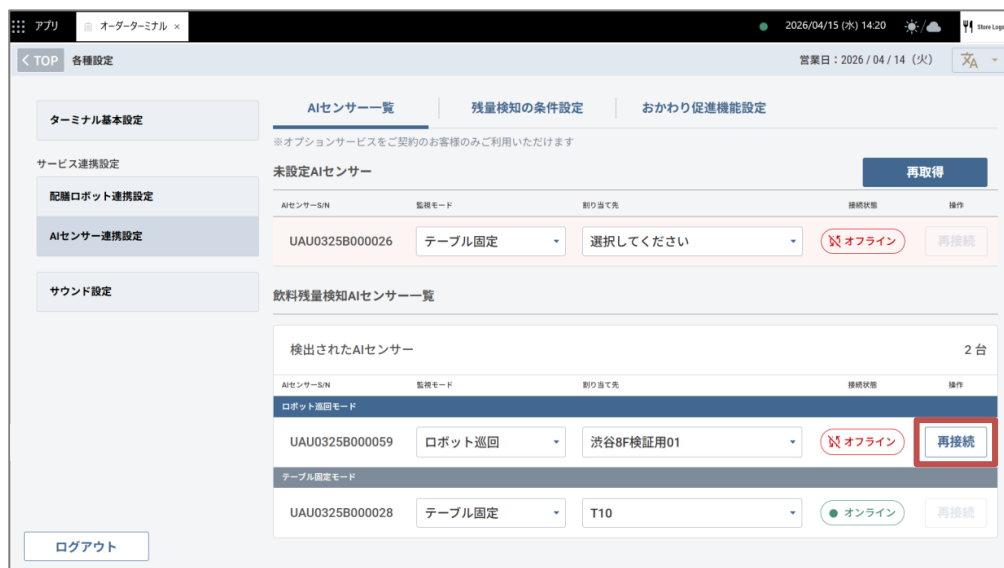 アプリ オーダーターミナル × 2026/04/15 (水) 14:20 Store Logo
< TOP 各種設定 営業日：2026 / 04 / 14（火）
ターミナル基本設定
サービス連携設定
配膳ロボット連携設定
AIセンサー連携設定
サウンド設定
ログアウト
AIセンサー一覧 残量検知の条件設定 おかわり促進機能設定
※オプションサービスをご契約のお客様のみご利用いただけます
未設定AIセンサー 再取得
AIセンサーS/N 監視モード 割り当て先 接続状態 操作
UAU0325B000026 テーブル固定 選択してください オフライン 再接続
飲料残量検知AIセンサー一覧
検出されたAIセンサー 2 台
AIセンサーS/N 監視モード 割り当て先 接続状態 操作
ロボット巡回モード
UAU0325B000059 ロボット巡回 渋谷8F検証用01 オフライン 再接続
テーブル固定モード
UAU0325B000028 テーブル固定 T10 オンライン 再接続